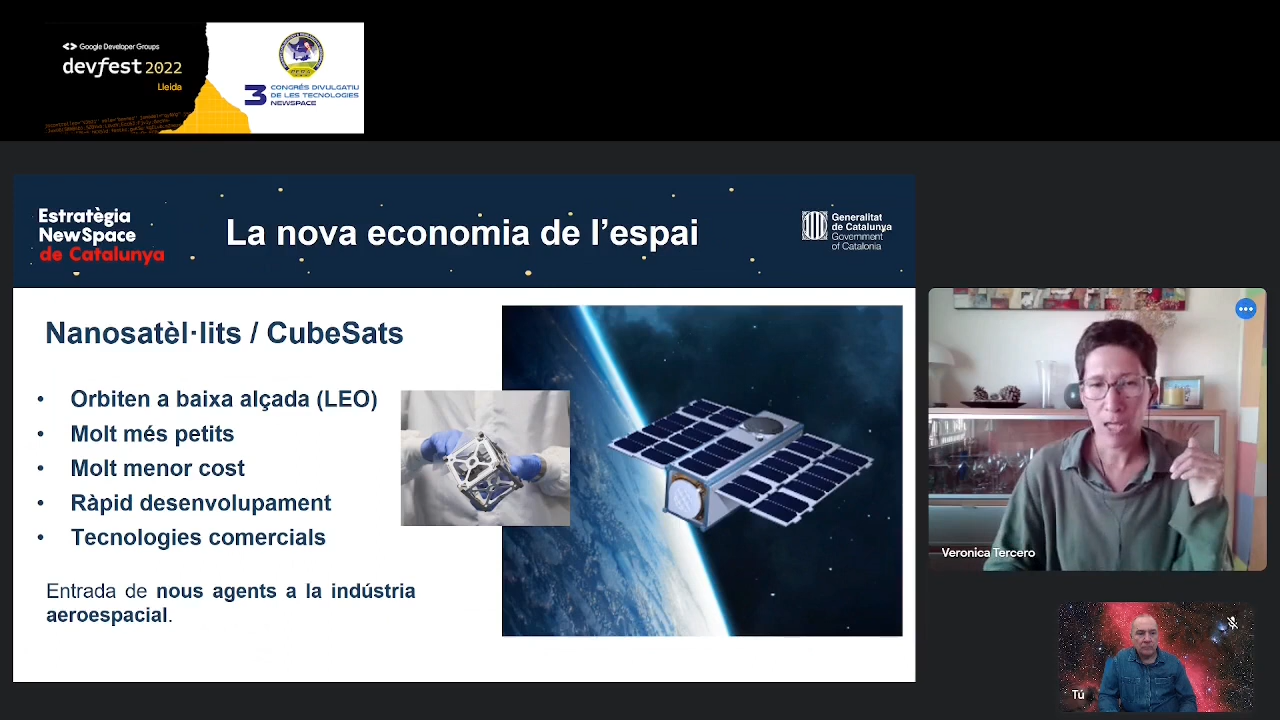 Google Developer Groups
devfest 2022
Lleida
3
CONGRÉS DIVULGATIU
DE LES TECNOLOGIES
NEWSPACE
Estratègia
NewSpace
de Catalunya
La nova economia de l'espai
Generalitat
de Catalunya
Government
of Catalonia
Nanosatèl·lits / CubeSats
• Orbiten a baixa alçada (LEO)
• Molt més petits
• Molt menor cost
• Ràpid desenvolupament
• Tecnologies comercials
Entrada de nous agents a la indústria
aeroespacial.
Veronica Tercero
Tú